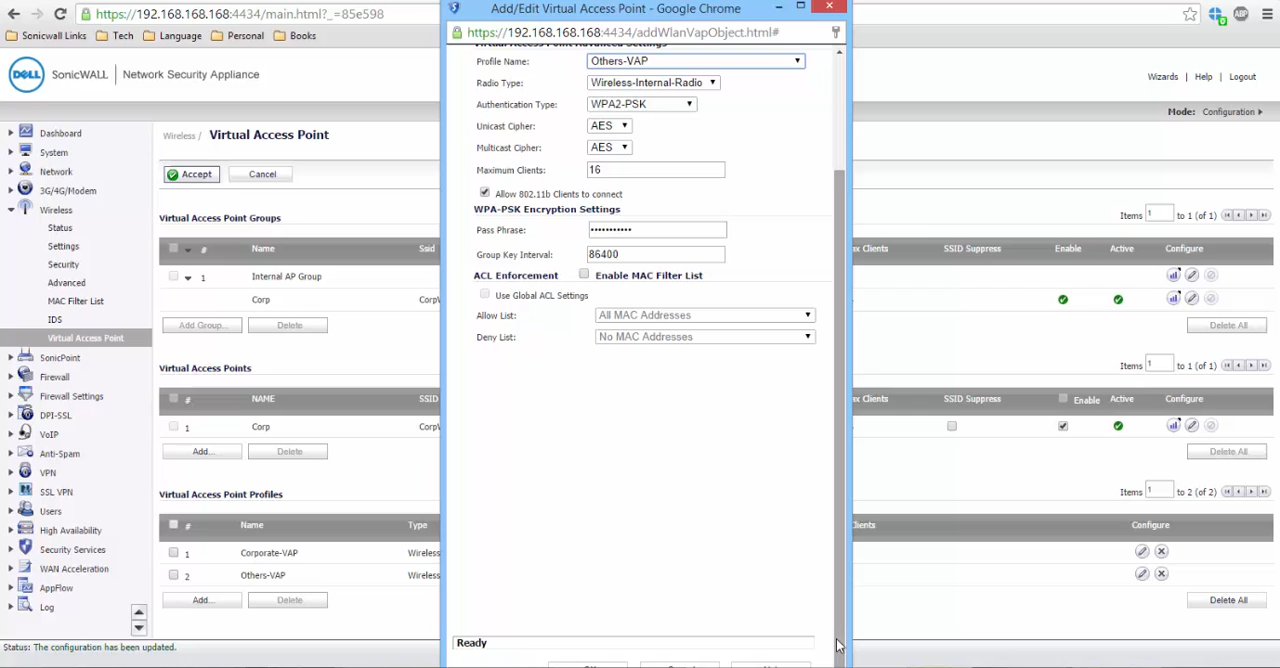 https://192.168.168.168:4434/main.html?_=85e598
Sonicwall Links
Tech
Language
Personal
Books
DELL
SonicWALL
Network Security Appliance
Wizards | Help | Logout
Mode: Configuration
Dashboard
System
Network
3G/4G/Modem
Wireless
Status
Settings
Security
Advanced
MAC Filter List
IDS
Virtual Access Point
SonicPoint
Firewall
Firewall Settings
DPI-SSL
VoIP
Anti-Spam
VPN
SSL VPN
Users
High Availability
Security Services
WAN Acceleration
AppFlow
Log
Status: The configuration has been updated.
Wireless / Virtual Access Point
Accept
Cancel
Virtual Access Point Groups
Items 1 to 1 (of 1)
# Name Ssid Clients SSID Suppress Enable Active Configure
1 Internal AP Group
Corp
Add Group...
Delete
Delete All
Virtual Access Points
Items 1 to 1 (of 1)
# NAME SSID Clients SSID Suppress Enable Active Configure
1 Corp
Add...
Delete
Delete All
Virtual Access Point Profiles
Items 1 to 2 (of 2)
# Name Type Configure
1 Corporate-VAP
2 Others-VAP
Add...
Delete
Delete All
Add/Edit Virtual Access Point - Google Chrome
https://192.168.168.168:4434/addWlanVapObject.html#
Virtual Access Point Advanced Settings
Profile Name: Others-VAP
Radio Type: Wireless-Internal-Radio
Authentication Type: WPA2-PSK
Unicast Cipher: AES
Multicast Cipher: AES
Maximum Clients: 16
Allow 802.11b Clients to connect
WPA-PSK Encryption Settings
Pass Phrase: •••••••••••
Group Key Interval: 86400
ACL Enforcement Enable MAC Filter List
Use Global ACL Settings
Allow List: All MAC Addresses
Deny List: No MAC Addresses
Ready